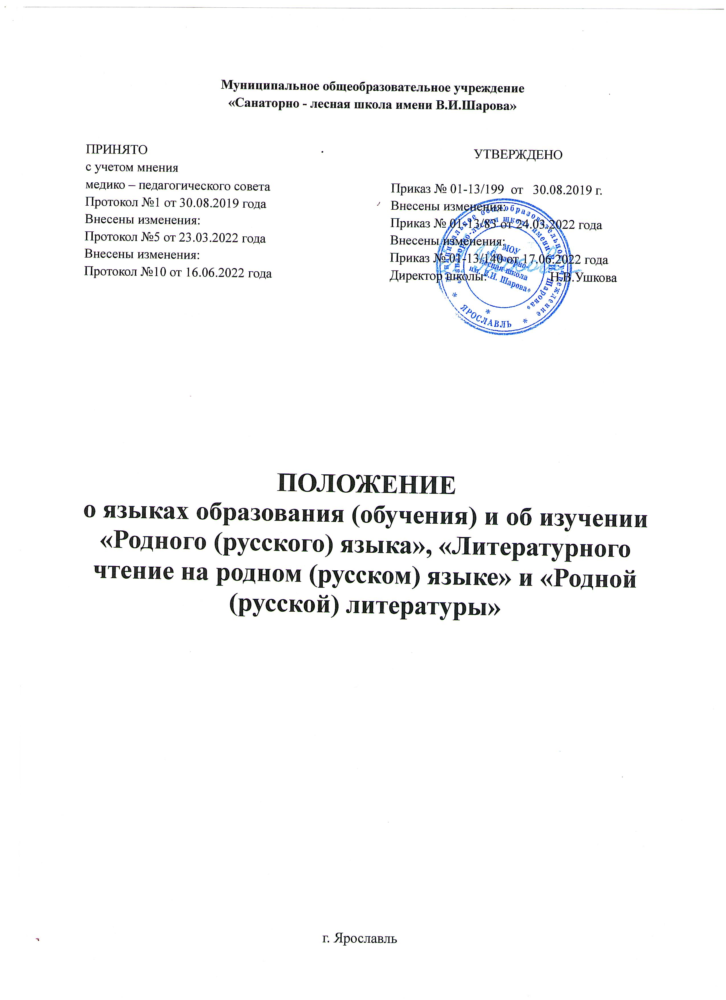 Муниципальное общеобразовательное учреждение
«Санаторно - лесная школа имени В.И.Шарова»
ПРИНЯТО
с учетом мнения
медико – педагогического совета
Протокол №1 от 30.08.2019 года
Внесены изменения:
Протокол №5 от 23.03.2022 года
Внесены изменения:
Протокол №10 от 16.06.2022 года
УТВЕРЖДЕНО
Приказ № 01-13/199 от 30.08.2019 г.
Внесены изменения:
Приказ № 01-13/83 от 24.03.2022 года
Внесены изменения:
Приказ № 01-13/140 от 17.06.2022 года
Директор школы: Н.В.Ушкова
Муниципальное общеобразовательное учреждение
«Санаторно-лесная школа имени В.И. Шарова»
* ЯРОСЛАВЛЬ *
МОУ
«Санаторно-
лесная школа
им. В.И. Шарова»
*
ПОЛОЖЕНИЕ
о языках образования (обучения) и об изучении
«Родного (русского) языка», «Литературного
чтение на родном (русском) языке» и «Родной
(русской) литературы»
г. Ярославль